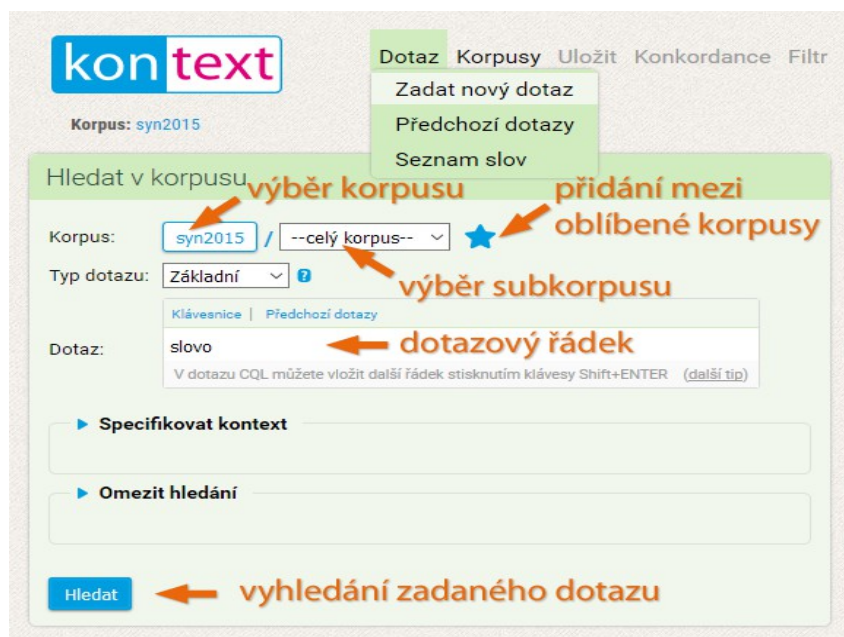 kontext
Dotaz Korpusy Uložit Konkordance Filtr
Zadat nový dotaz
Předchozí dotazy
Seznam slov
Korpus: syn2015
Hledat v korpusu
výběr korpusu
přidání mezi
oblíbené korpusy
Korpus: syn2015 / --celý korpus--
Typ dotazu: Základní ?
výběr subkorpusu
Klávesnice | Předchozí dotazy
Dotaz: slovo
dotazový řádek
V dotazu CQL můžete vložit další řádek stisknutím klávesy Shift+ENTER (další tip)
Specifikovat kontext
Omezit hledání
Hledat
vyhledání zadaného dotazu